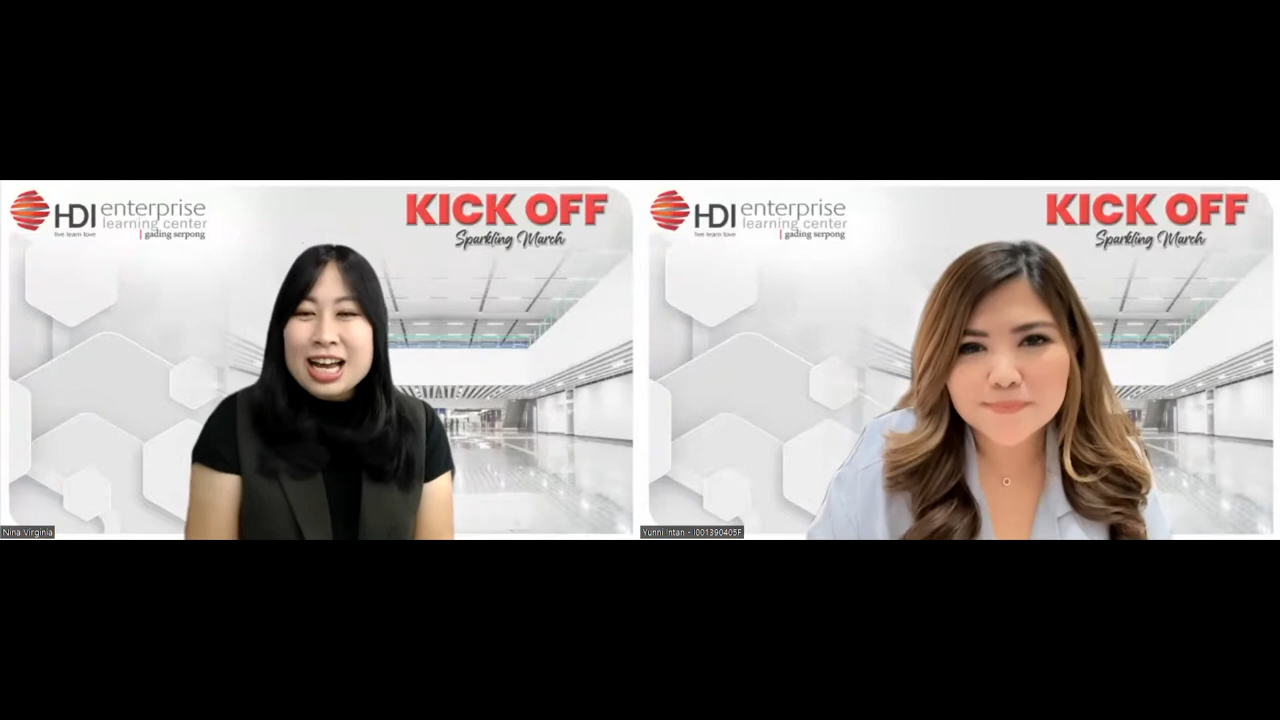 HDI enterprise
learning center
live learn love
| gading serpong
KICK OFF
Sparkling March
Nina Virginia
HDI enterprise
learning center
live learn love
| gading serpong
KICK OFF
Sparkling March
Yunni Intan - I001390405F